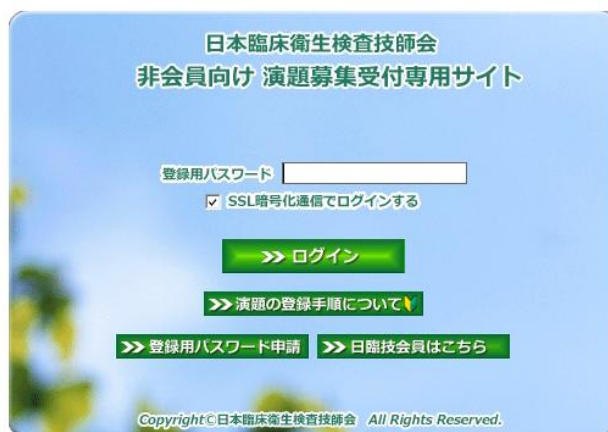 日本臨床衛生検査技師会
非会員向け 演題募集受付専用サイト
登録用パスワード
SSL暗号化通信でログインする
>> ログイン
>> 演題の登録手順について
>> 登録用パスワード申請 >> 日臨技会員はこちら
Copyright©日本臨床衛生検査技師会 All Rights Reserved.